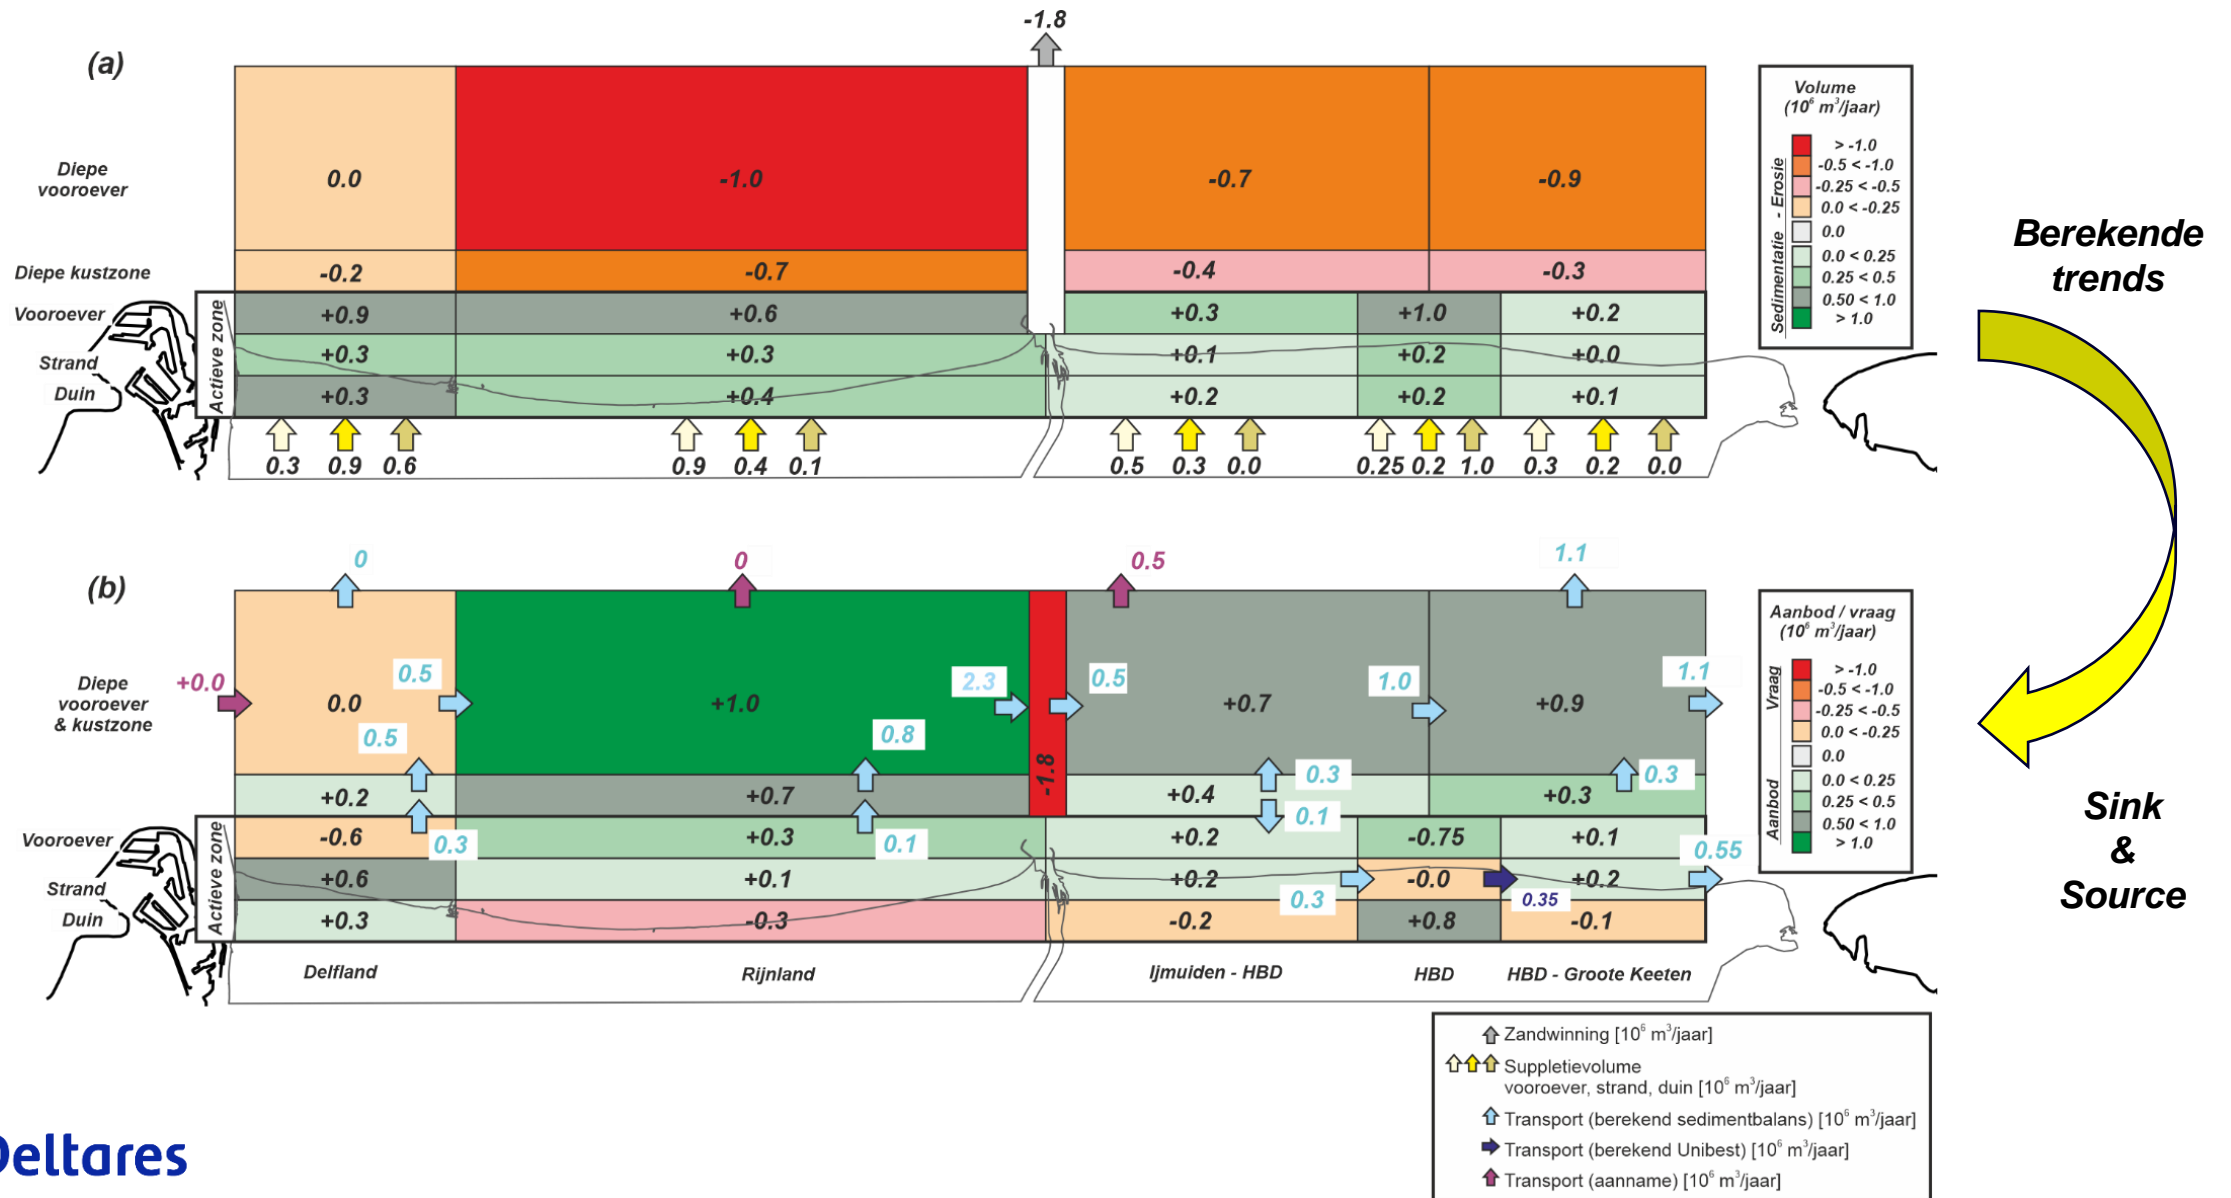 -1.8
(a)
Diepe
vooroever
0.0
-1.0
-0.7
-0.9
Diepe kustzone
-0.2
-0.7
-0.4
-0.3
Vooroever
+0.9
+0.6
+0.3
+1.0
+0.2
Strand
+0.3
+0.3
+0.1
+0.2
+0.0
Duin
+0.3
+0.4
+0.2
+0.2
+0.1
Actieve zone
0.3
0.9
0.6
0.9
0.4
0.1
0.5
0.3
0.0
0.25
0.2
1.0
0.3
0.2
0.0
Volume
(10⁶ m³/jaar)
Sedimentatie - Erosie
> -1.0
-0.5 < -1.0
-0.25 < -0.5
0.0 < -0.25
0.0
0.0 < 0.25
0.25 < 0.5
0.50 < 1.0
> 1.0
Berekende
trends
(b)
0
0
0.5
1.1
Diepe
vooroever
& kustzone
+0.0
0.0
0.5
0.5
+1.0
2.3
0.8
-1.8
0.5
+0.7
1.0
+0.9
1.1
+0.2
+0.7
+0.4
0.3
+0.3
0.3
Vooroever
-0.6
0.3
+0.3
0.1
+0.2
0.1
-0.75
+0.1
0.55
Strand
+0.6
+0.1
+0.2
0.3
-0.0
0.35
+0.2
Duin
+0.3
-0.3
-0.2
+0.8
-0.1
Actieve zone
Delfland
Rijnland
Ijmuiden - HBD
HBD
HBD - Groote Keeten
Aanbod / vraag
(10⁶ m³/jaar)
Aanbod Vraag
> -1.0
-0.5 < -1.0
-0.25 < -0.5
0.0 < -0.25
0.0
0.0 < 0.25
0.25 < 0.5
0.50 < 1.0
> 1.0
Sink
&
Source
Zandwinning [10⁶ m³/jaar]
Suppletievolume
vooroever, strand, duin [10⁶ m³/jaar]
Transport (berekend sedimentbalans) [10⁶ m³/jaar]
Transport (berekend Unibest) [10⁶ m³/jaar]
Transport (aanname) [10⁶ m³/jaar]
Deltares